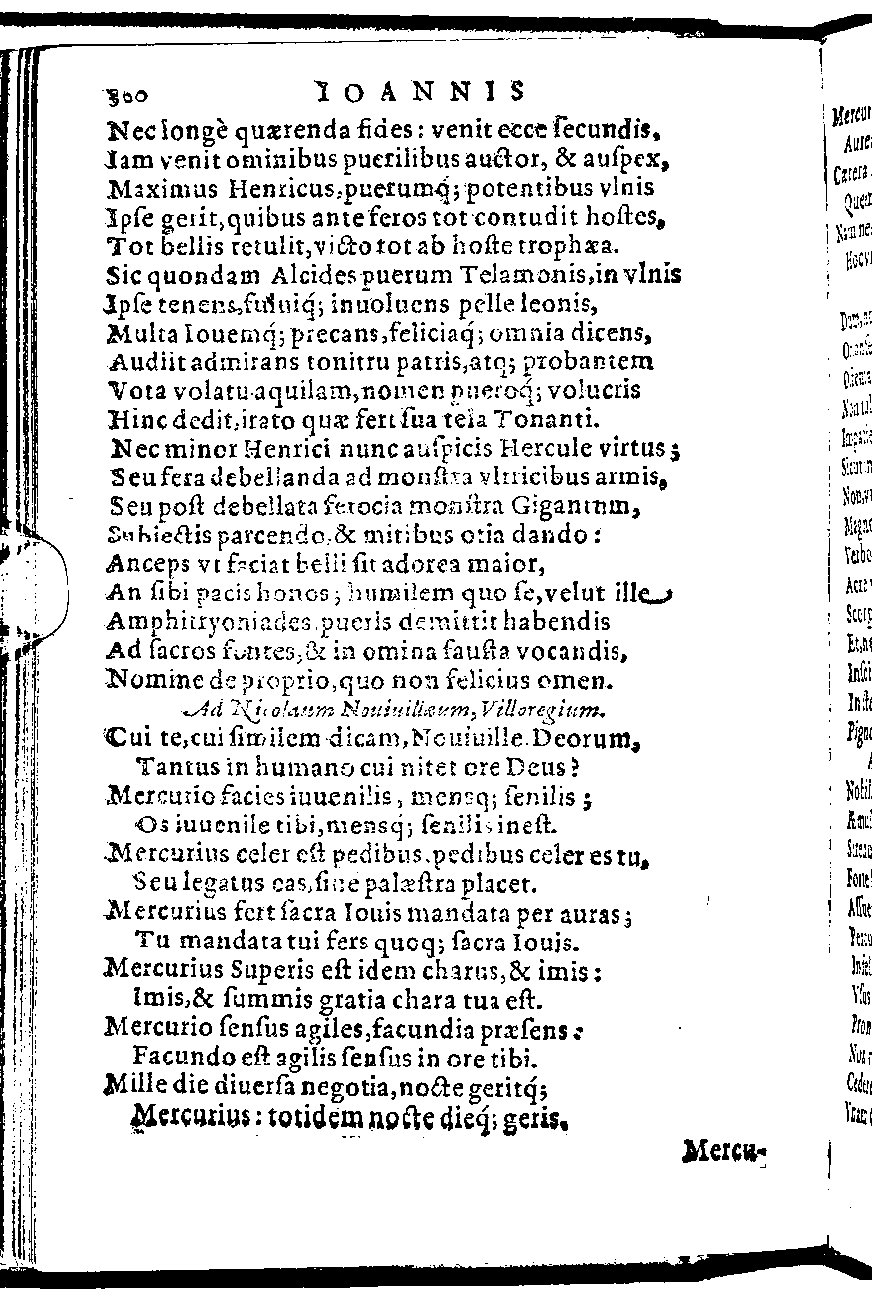 300 IOANNIS
Nec longè quærenda fides: venit ecce ſecundis,
Iam venit ominibus puerilibus auctor, & auſpex,
Maximus Henricus, puerumq́; potentibus vlnis
Ipſe gerit, quibus ante feros tot contudit hoſtes,
Tot bellis retulit, victo tot ab hoſte trophæa.
Sic quondam Alcides puerum Telamonis, in vlnis
Ipſe tenens, fuluiq́; inuoluens pelle leonis,
Multa Iouemq́; precans, feliciaq́; omnia dicens,
Audiit admirans tonitru patris, atq; probantem
Vota volatu aquilam, nomen pueroq́; volucris
Hinc dedit, irato quæ fert ſua tela Tonanti.
Nec minor Henrici nunc auſpicis Hercule virtus;
Seu fera debellanda ad monſtra vltricibus armis,
Seu poſt debellata ferocia monſtra Gigantum,
Subiectis parcendo, & mitibus otia dando:
Anceps vt faciat belli ſit adorea maior,
An ſibi pacis honos; humilem quo ſe, velut ille
Amphitryoniades, pueris demittit habendis
Ad ſacros fontes, & in omina fauſta vocandis,
Nomine de proprio, quo non felicius omen.
Ad Nicolaum Nouiuillæum, Villoregium.
Cui te, cui ſimilem dicam, Nouiuille Deorum,
Tantus in humano cui nitet ore Deus?
Mercurio facies iuuenilis, mensq; ſenilis;
Os iuuenile tibi, mensq́; ſenilis ineſt.
Mercurius celer eſt pedibus, pedibus celer es tu,
Seu legatus eas, ſiue palæſtra placet.
Mercurius fert ſacra Iouis mandata per auras;
Tu mandata tui fers quoq; ſacra Iouis.
Mercurius Superis eſt idem charus, & imis:
Imis, & ſummis gratia chara tua eſt.
Mercurio ſenſus agiles, facundia præſens:
Facundo eſt agilis ſenſus in ore tibi.
Mille die diuerſa negotia, nocte geritq́;
Mercurius: totidem nocte dieq́; geris.
Mercu-